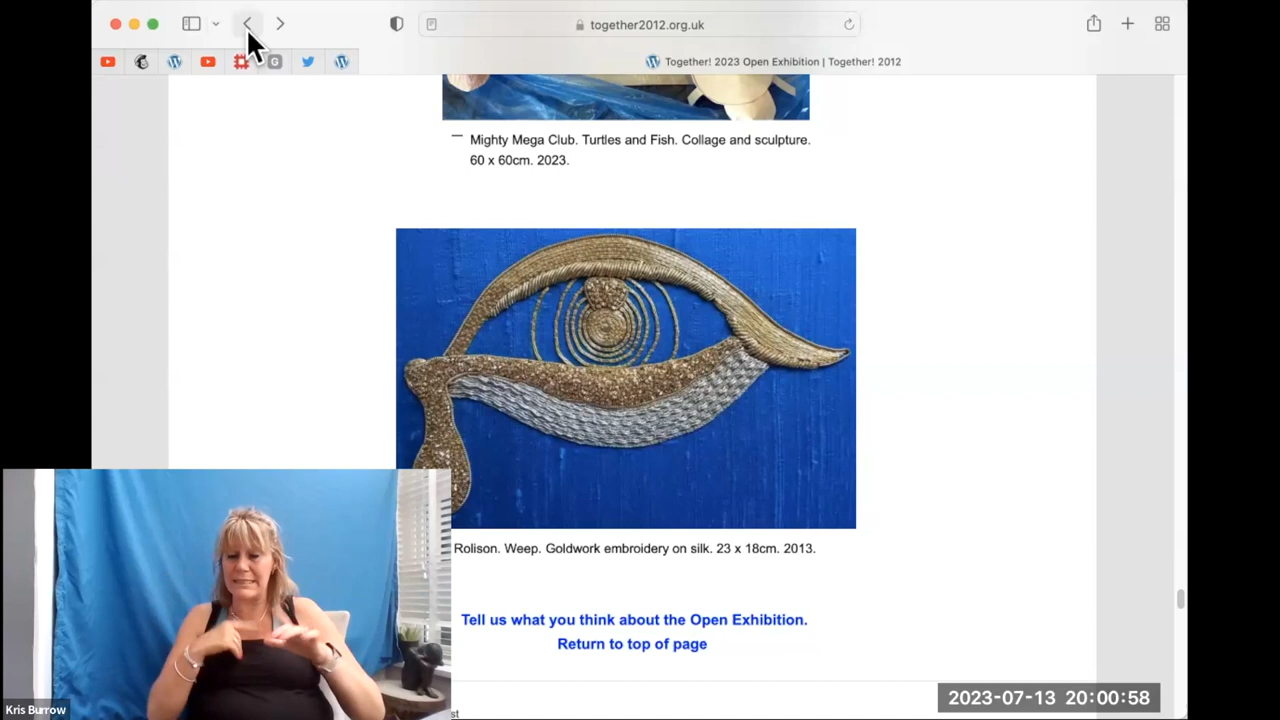 together2012.org.uk
G
Together! 2023 Open Exhibition | Together! 2012
Mighty Mega Club. Turtles and Fish. Collage and sculpture.
60 x 60cm. 2023.
Rolison. Weep. Goldwork embroidery on silk. 23 x 18cm. 2013.
Tell us what you think about the Open Exhibition.
Return to top of page
Kris Burrow
st
2023-07-13 20:00:58